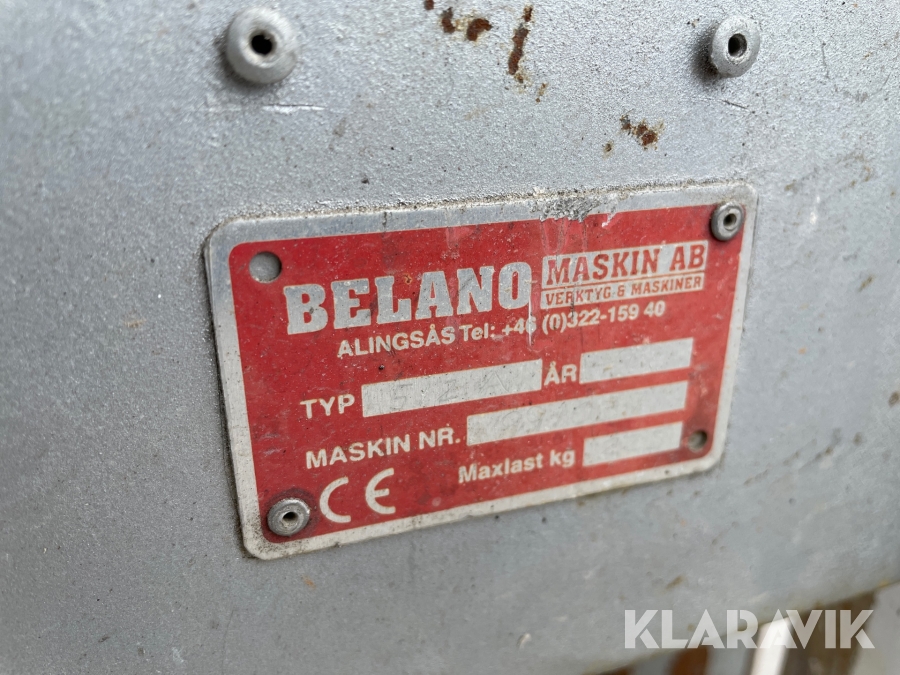 BELANO MASKIN AB
VERKTYG & MASKINER
ALINGSÅS Tel: +46 (0)322-159 40
TYP ÅR
MASKIN NR.
Maxlast kg
CE
KLARAVIK